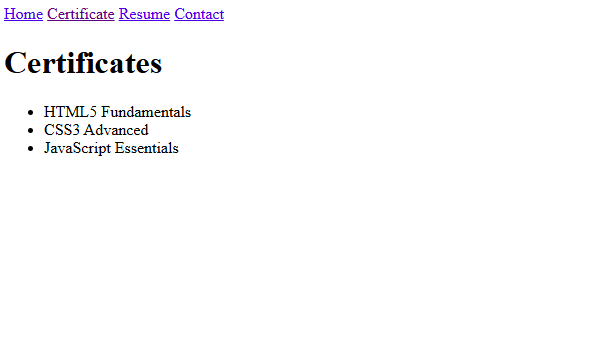 Home Certificate Resume Contact
Certificates
HTML5 Fundamentals
CSS3 Advanced
JavaScript Essentials